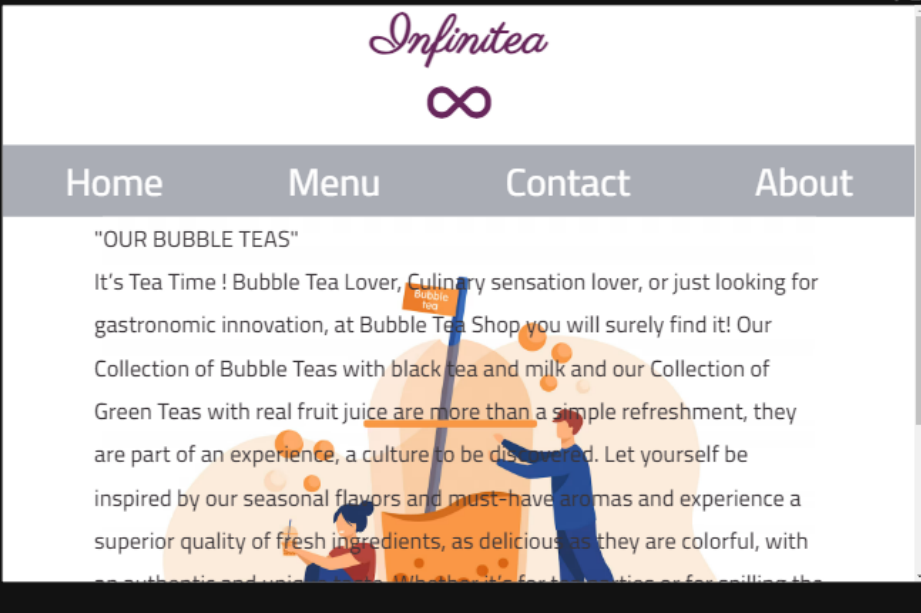 Infinitea
Home Menu Contact About
"OUR BUBBLE TEAS"
It's Tea Time ! Bubble Tea Lover, Culinary sensation lover, or just looking for
Bubble
tea
gastronomic innovation, at Bubble Tea Shop you will surely find it! Our
Collection of Bubble Teas with black tea and milk and our Collection of
Green Teas with real fruit juice are more than a simple refreshment, they
are part of an experience, a culture to be discovered. Let yourself be
inspired by our seasonal flavors and must-have aromas and experience a
superior quality of fresh ingredients, as delicious as they are colorful, with